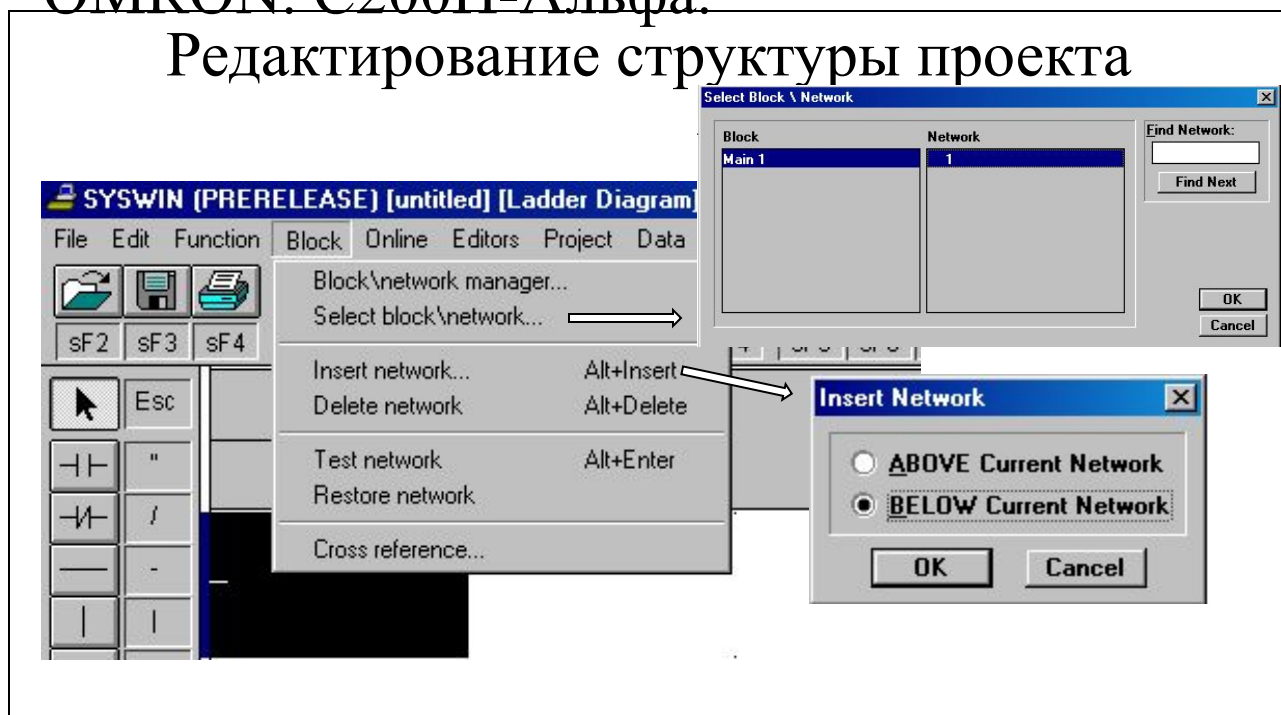 OMRON. C200H-Альфа.
Редактирование структуры проекта
Select Block \ Network
Block
Network
Find Network:
Main 1
1
Find Next
OK
Cancel
SYSWIN (PRERELEASE) [untitled] [Ladder Diagram]
File Edit Function Block Online Editors Project Data
Block\network manager...
Select block\network...
sF2 sF3 sF4
Insert network... Alt+Insert
Delete network Alt+Delete
Test network Alt+Enter
Restore network
Cross reference...
Esc
"
/
-
|
Insert Network
ABOVE Current Network
BELOW Current Network
OK Cancel